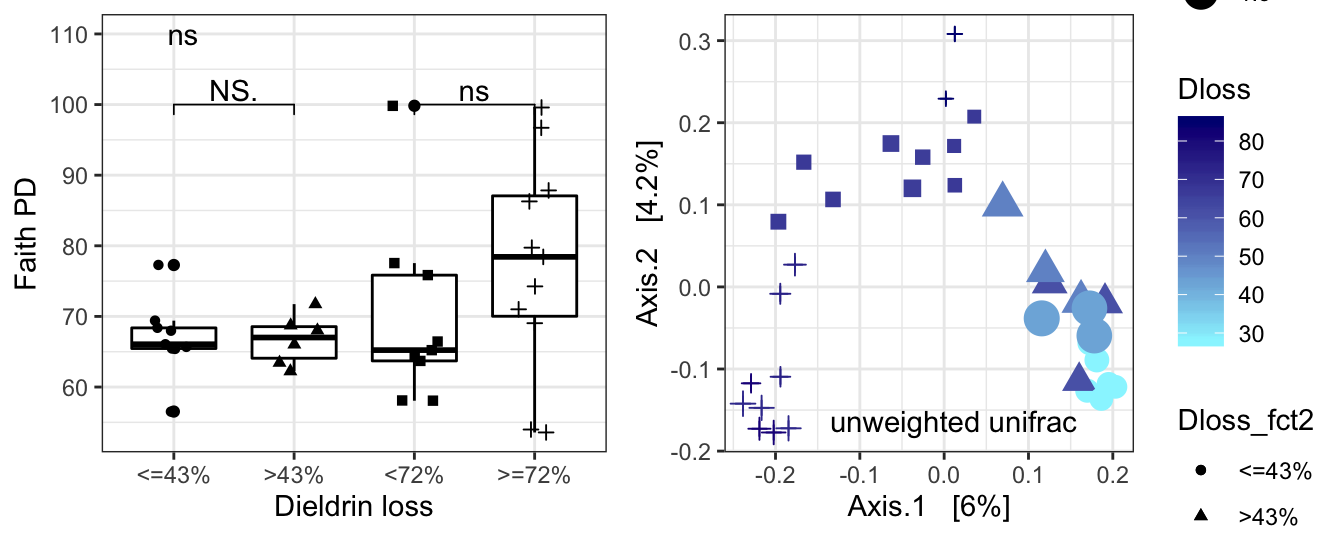 ns
NS.
ns
110
100
90
80
70
60
Faith PD
<=43%
>43%
<72%
>=72%
Dieldrin loss
0.3
0.2
0.1
0.0
-0.1
-0.2
Axis.2 [4.2%]
unweighted unifrac
-0.2
-0.1
0.0
0.1
0.2
Axis.1 [6%]
Dloss
80
70
60
50
40
30
Dloss_fct2
<=43%
>43%